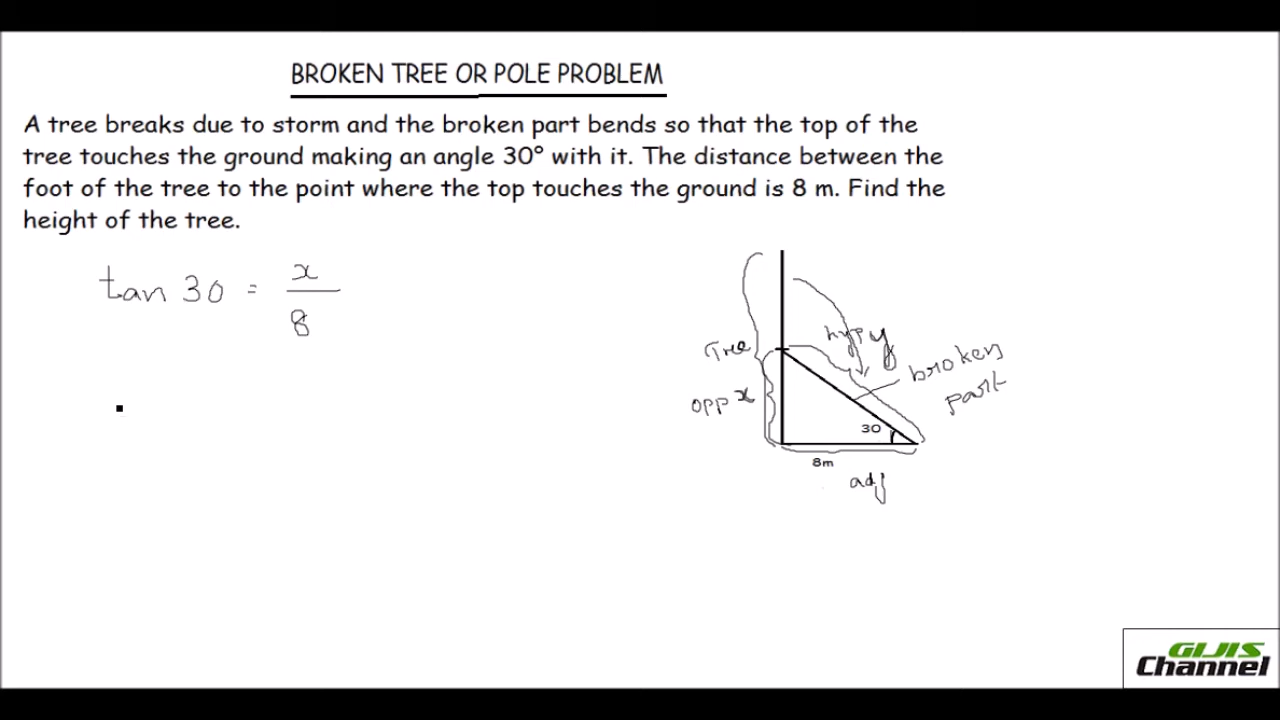 BROKEN TREE OR POLE PROBLEM
A tree breaks due to storm and the broken part bends so that the top of the
tree touches the ground making an angle 30° with it. The distance between the
foot of the tree to the point where the top touches the ground is 8 m. Find the
height of the tree.
tan 30 = x
8
hyp y
Tree
broken
part
opp x
30
8m
adj
GIJIS
Channel